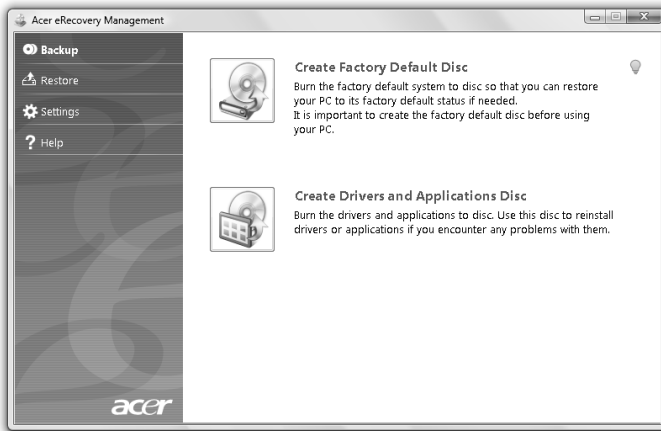 Acer eRecovery Management
Backup
Restore
Settings
Help
Create Factory Default Disc
Burn the factory default system to disc so that you can restore
your PC to its factory default status if needed.
It is important to create the factory default disc before using
your PC.
Create Drivers and Applications Disc
Burn the drivers and applications to disc. Use this disc to reinstall
drivers or applications if you encounter any problems with them.
acer